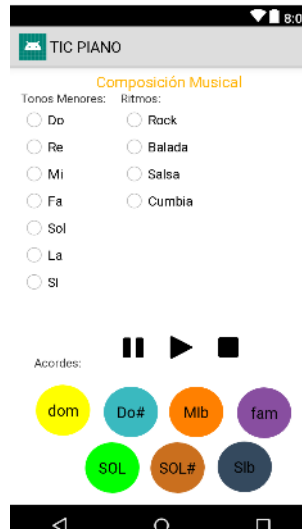 8:0
TIC PIANO
Composición Musical
Tonos Menores: Ritmos:
Do Rock
Re Balada
Mi Salsa
Fa Cumbia
Sol
La
SI
Acordes:
dom Do# MIb fam
SOL SOL# SIb